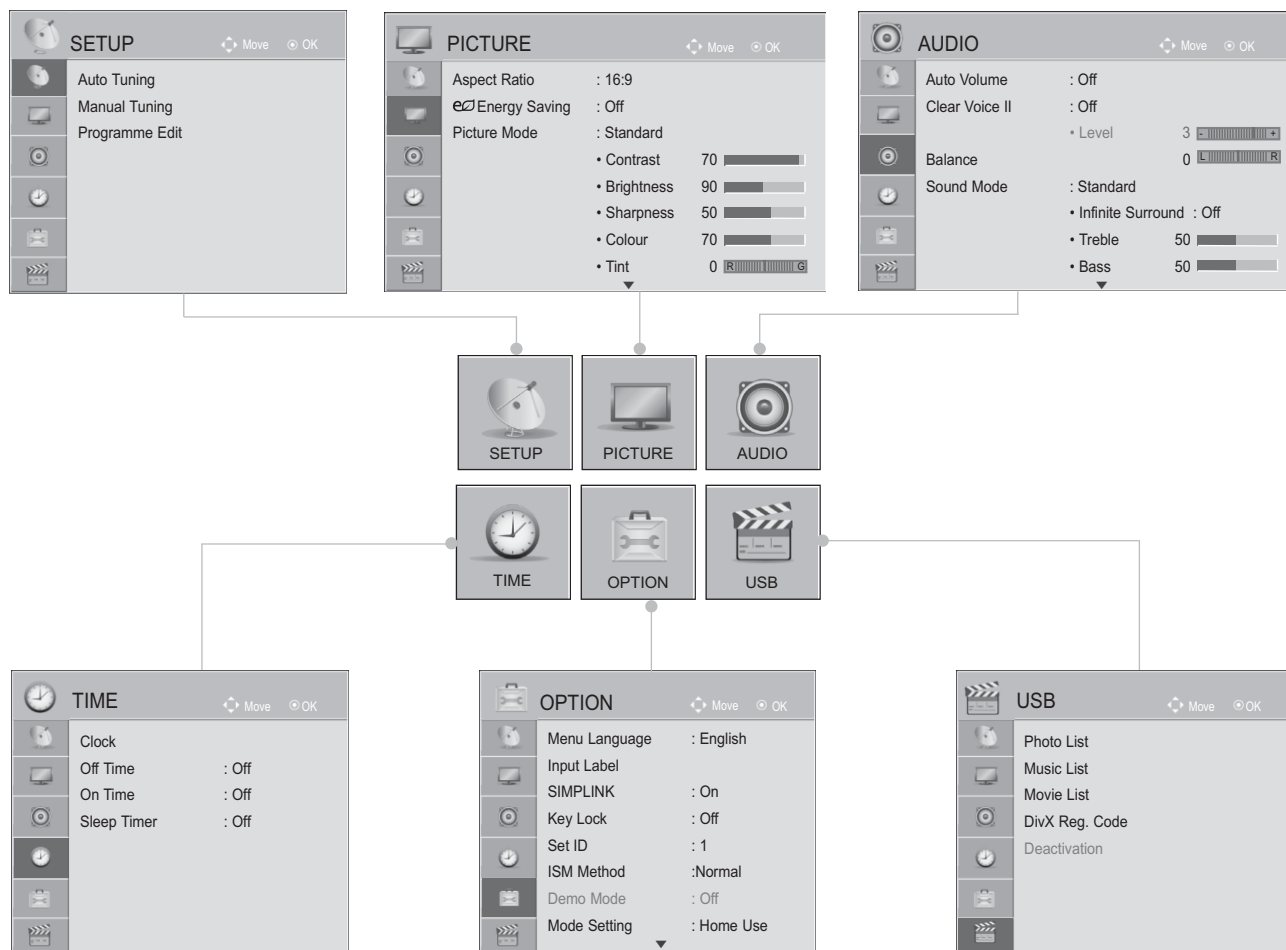 SETUP
Move OK
Auto Tuning
Manual Tuning
Programme Edit
PICTURE
Move OK
Aspect Ratio : 16:9
Energy Saving : Off
Picture Mode : Standard
• Contrast 70
• Brightness 90
• Sharpness 50
• Colour 70
• Tint 0 R G
AUDIO
Move OK
Auto Volume : Off
Clear Voice II : Off
• Level 3 - +
Balance 0 L R
Sound Mode : Standard
• Infinite Surround : Off
• Treble 50
• Bass 50
SETUP
PICTURE
AUDIO
TIME
OPTION
USB
TIME
Move OK
Clock
Off Time : Off
On Time : Off
Sleep Timer : Off
OPTION
Move OK
Menu Language : English
Input Label
SIMPLINK : On
Key Lock : Off
Set ID : 1
ISM Method :Normal
Demo Mode : Off
Mode Setting : Home Use
USB
Move OK
Photo List
Music List
Movie List
DivX Reg. Code
Deactivation